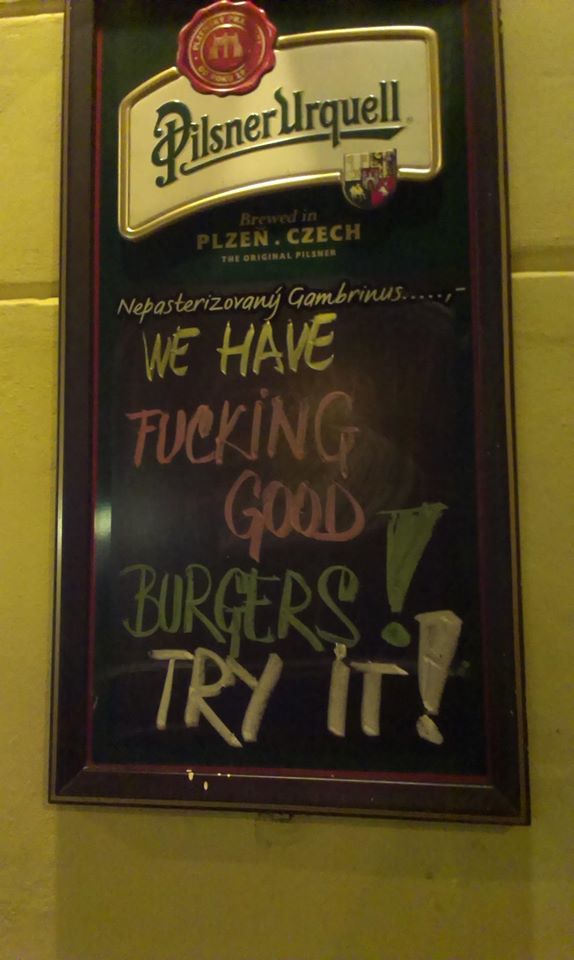 Pilsner Urquell
Brewed in
PLZEŇ . CZECH
THE ORIGINAL PILSNER
Nepasterizovaný Gambrinus.....,-
WE HAVE
FUCKiNG
GOOD
BURGERS!
TRY iT!